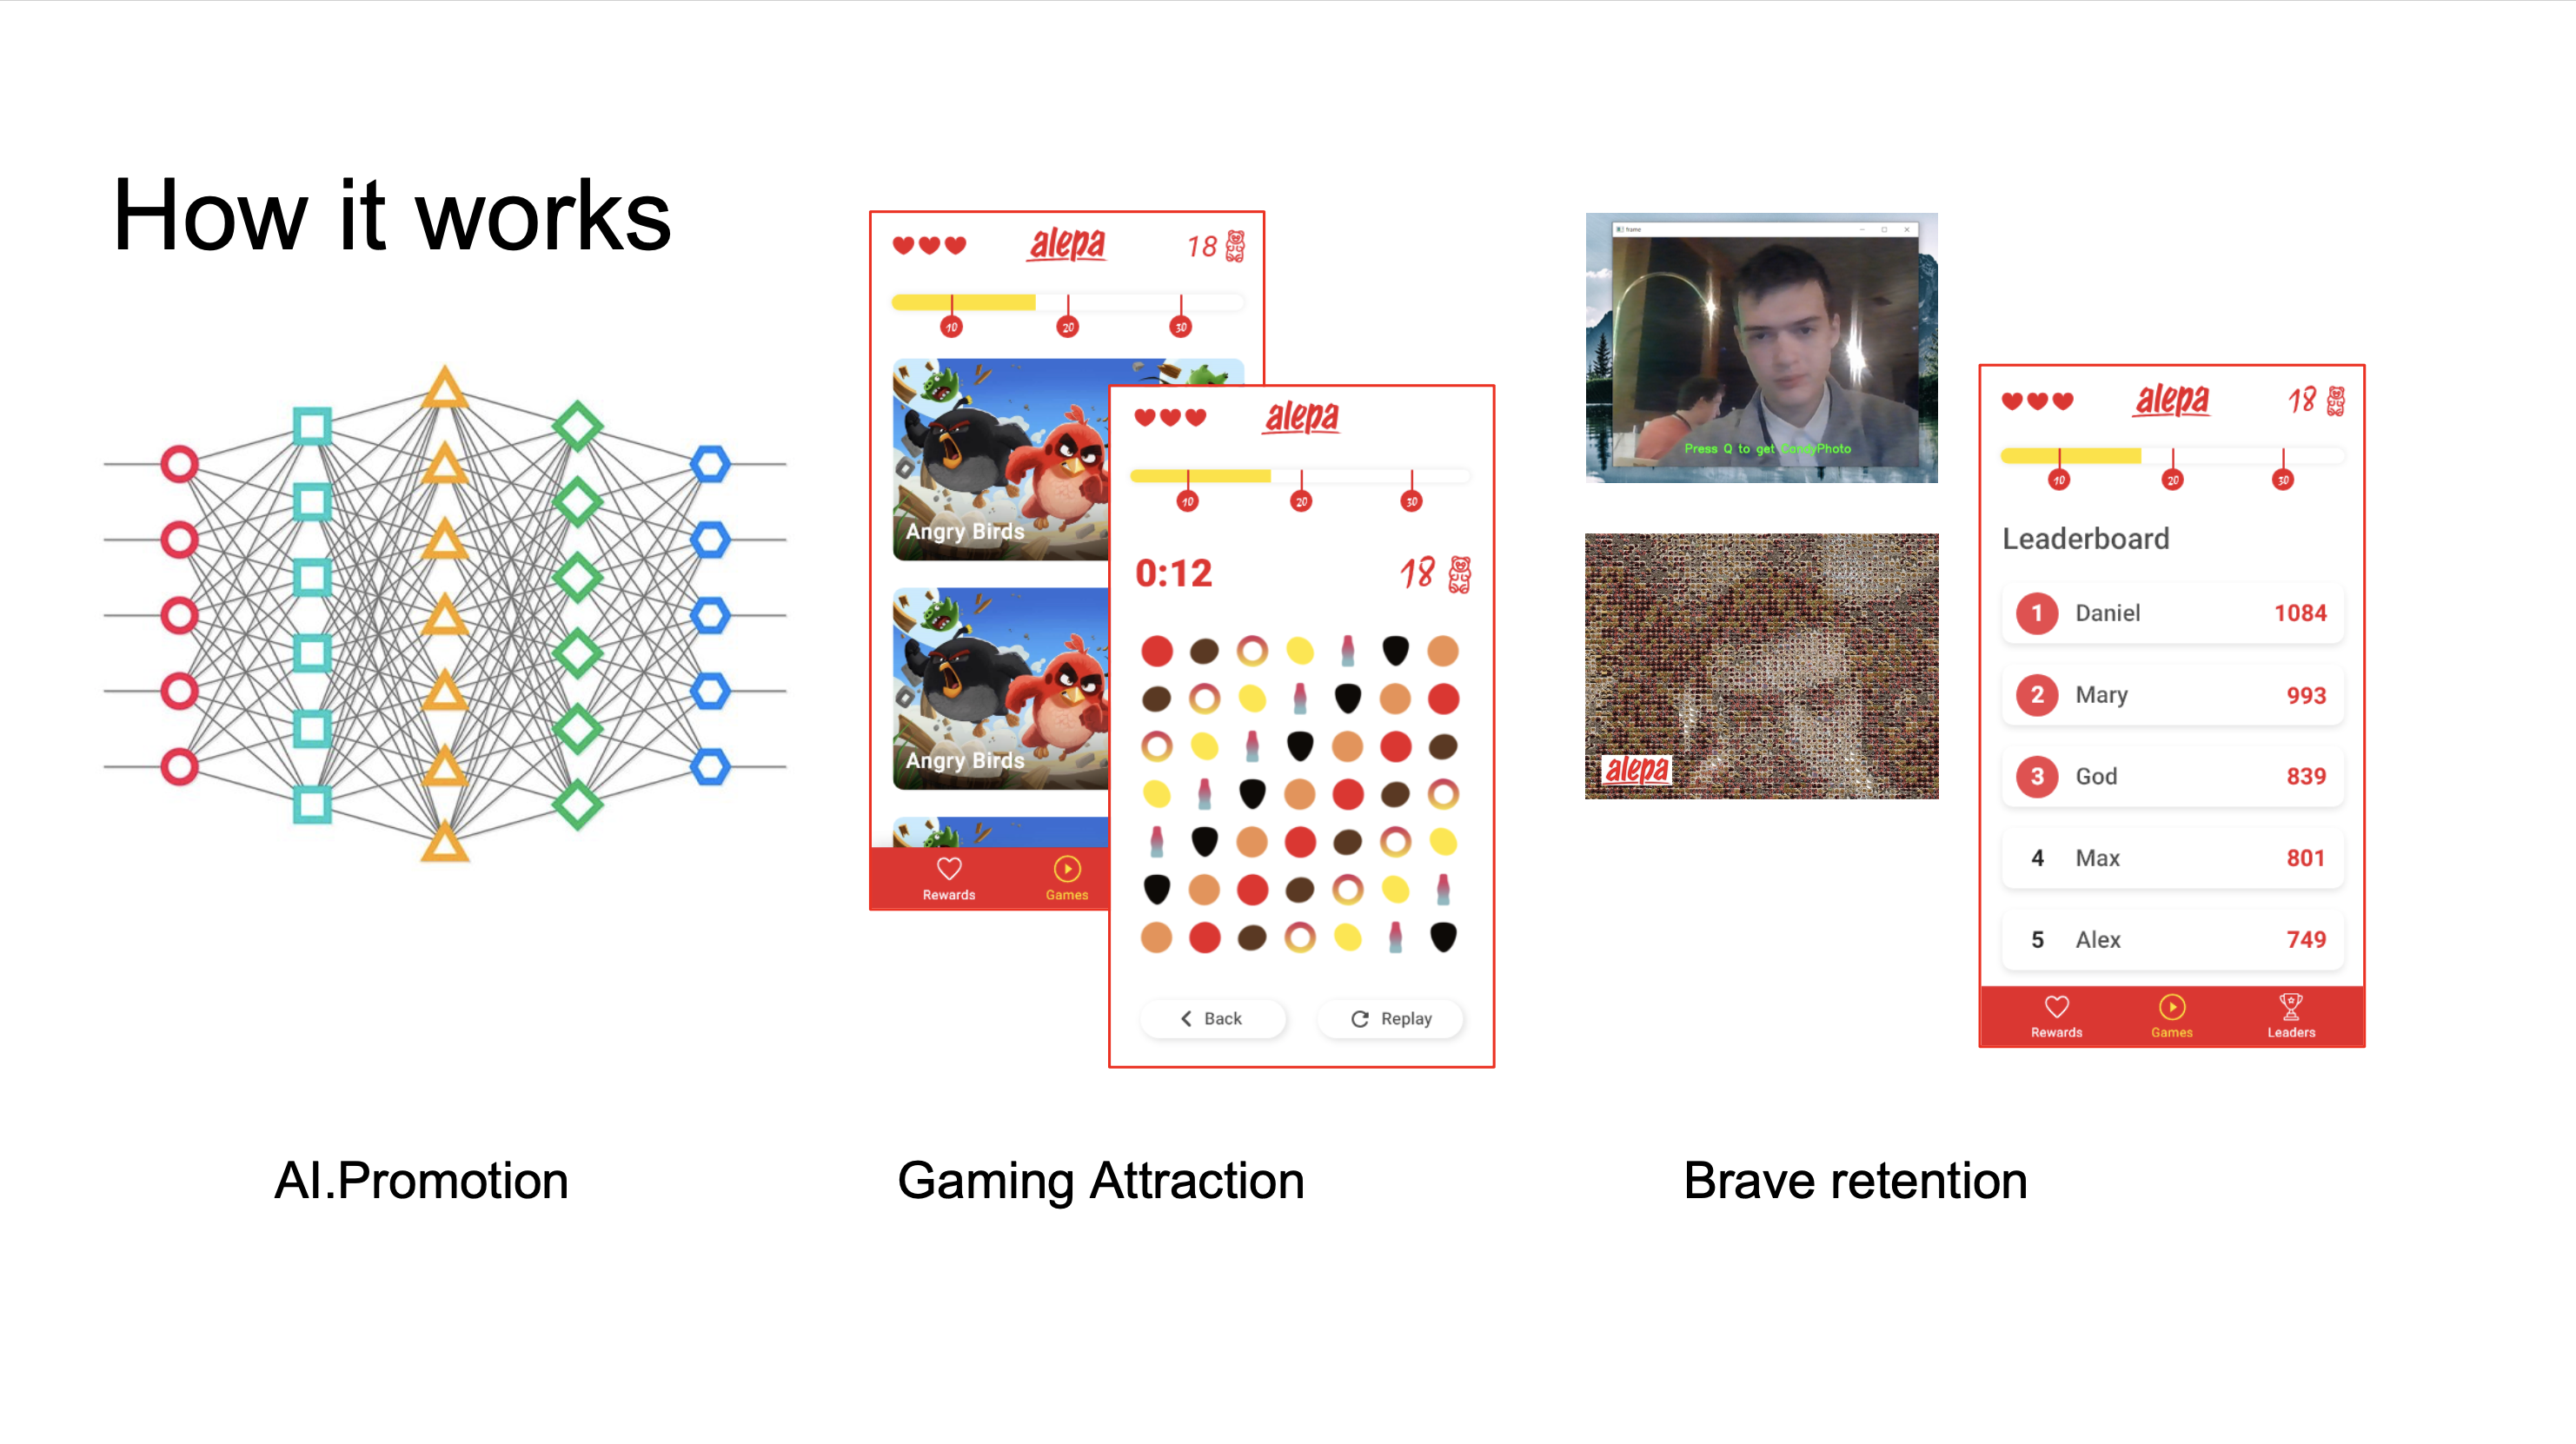 How it works
alepa
18
10
20
30
Angry Birds
Angry Birds
Rewards
Games
alepa
10
20
30
0:12
18
Back
Replay
frame
Press Q to get CandyPhoto
alepa
alepa
18
10
20
30
Leaderboard
1 Daniel 1084
2 Mary 993
3 God 839
4 Max 801
5 Alex 749
Rewards
Games
Leaders
AI.Promotion
Gaming Attraction
Brave retention